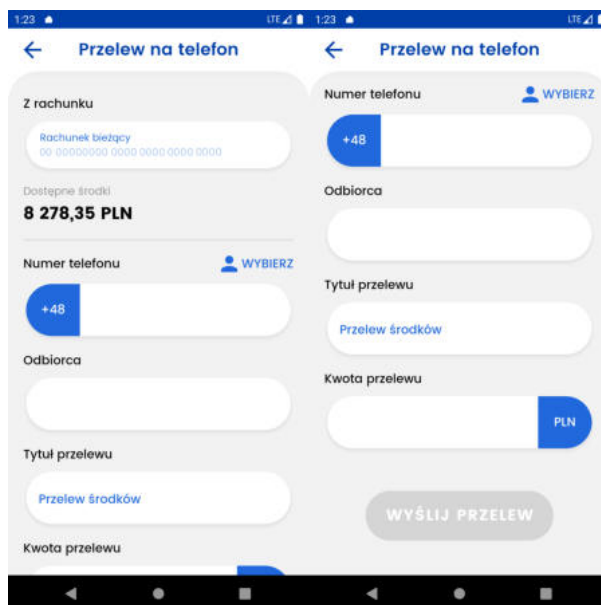 1:23
LTE
Przelew na telefon
Z rachunku
Rachunek bieżący
00 00000000 0000 0000 0000 0000
Dostępne środki
8 278,35 PLN
Numer telefonu
WYBIERZ
+48
Odbiorca
Tytuł przelewu
Przelew środków
Kwota przelewu
1:23
LTE
Przelew na telefon
Numer telefonu
WYBIERZ
+48
Odbiorca
Tytuł przelewu
Przelew środków
Kwota przelewu
PLN
WYŚLIJ PRZELEW